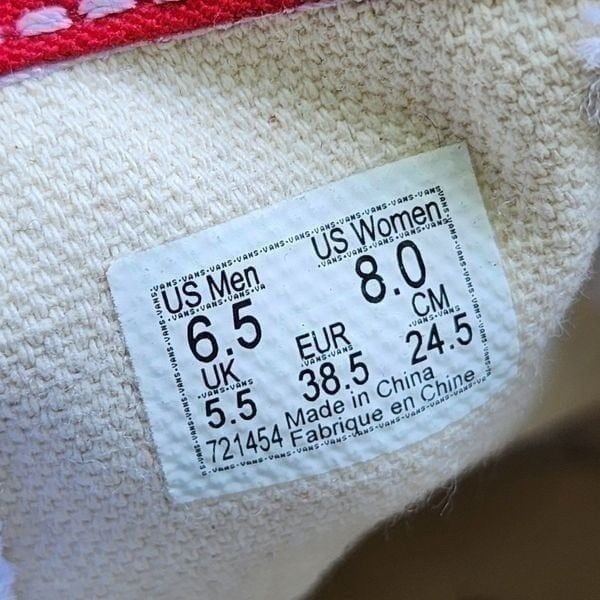 US Men US Women
6.5 8.0
UK EUR CM
5.5 38.5 24.5
721454 Made in China
Fabrique en Chine